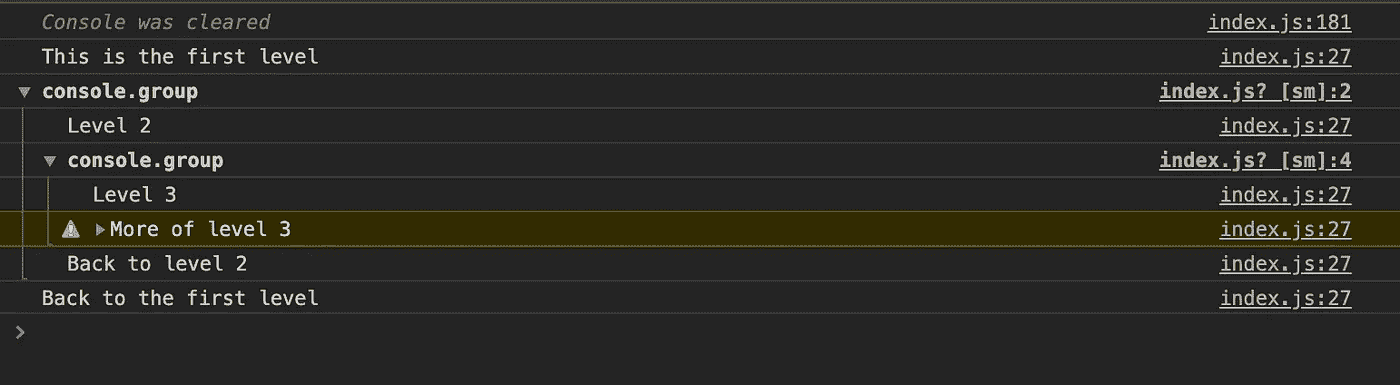 Console was cleared index.js:181
This is the first level index.js:27
console.group index.js? [sm]:2
Level 2 index.js:27
console.group index.js? [sm]:4
Level 3 index.js:27
More of level 3 index.js:27
Back to level 2 index.js:27
Back to the first level index.js:27
>